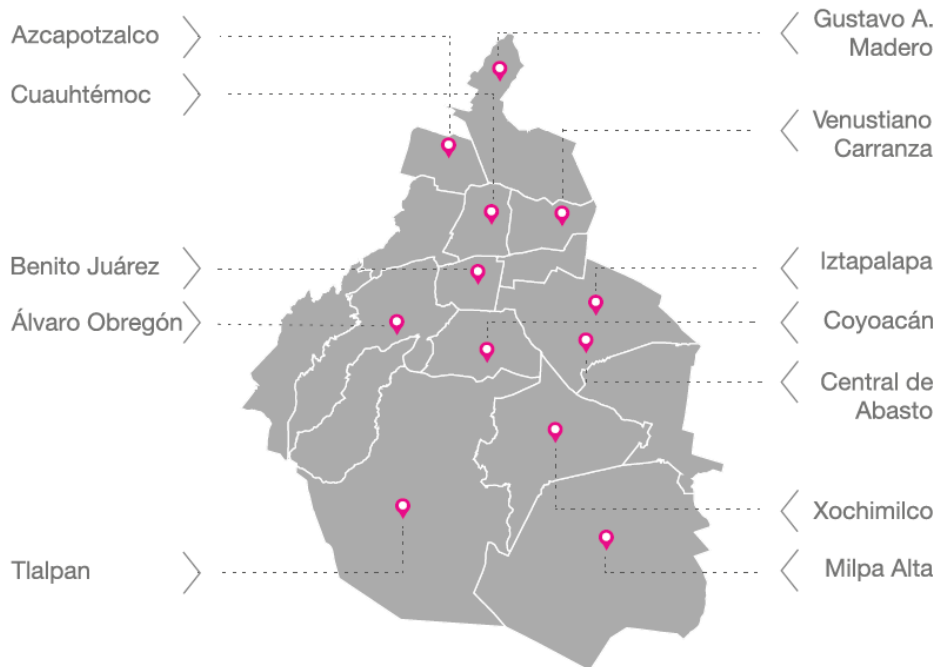 Azcapotzalco
Cuauhtémoc
Benito Juárez
Álvaro Obregón
Tlalpan
Gustavo A.
Madero
Venustiano
Carranza
Iztapalapa
Coyoacán
Central de
Abasto
Xochimilco
Milpa Alta